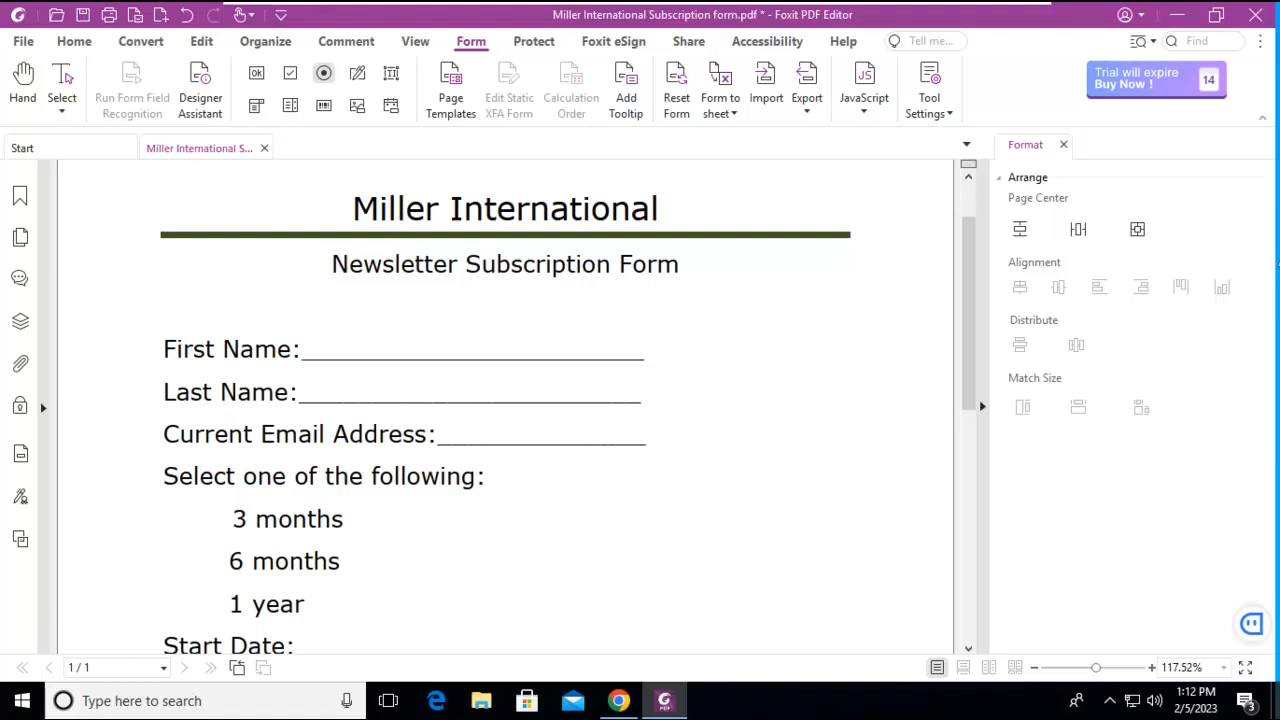 Miller International Subscription form.pdf * - Foxit PDF Editor
File Home Convert Edit Organize Comment View Form Protect Foxit eSign Share Accessibility Help Tell me... Find
Hand Select Run Form Field Recognition Designer Assistant OK Page Templates Edit Static XFA Form Calculation Order Add Tooltip Reset Form Form to sheet Import Export JS JavaScript Tool Settings
Trial will expire
Buy Now !
14
Start Miller International S...
Format
Arrange
Page Center
Alignment
Distribute
Match Size
Miller International
Newsletter Subscription Form
First Name:
Last Name:
Current Email Address:
Select one of the following:
3 months
6 months
1 year
Start Date:
1 / 1
117.52%
Type here to search
PDF
1:12 PM
2/5/2023
3